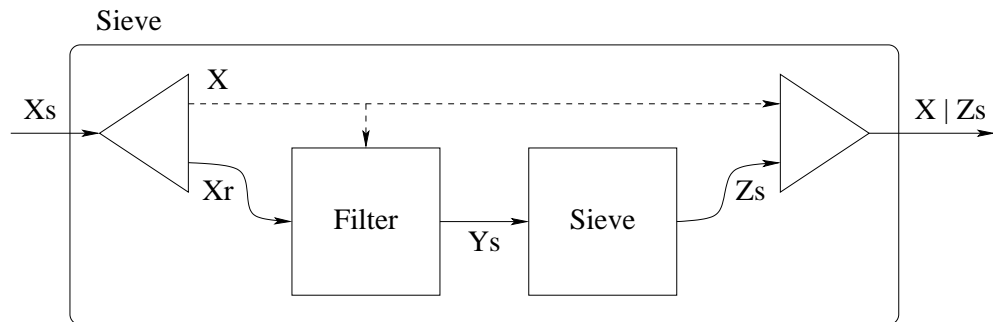 Sieve
Xs
X
X | Zs
Xr
Filter
Ys
Sieve
Zs